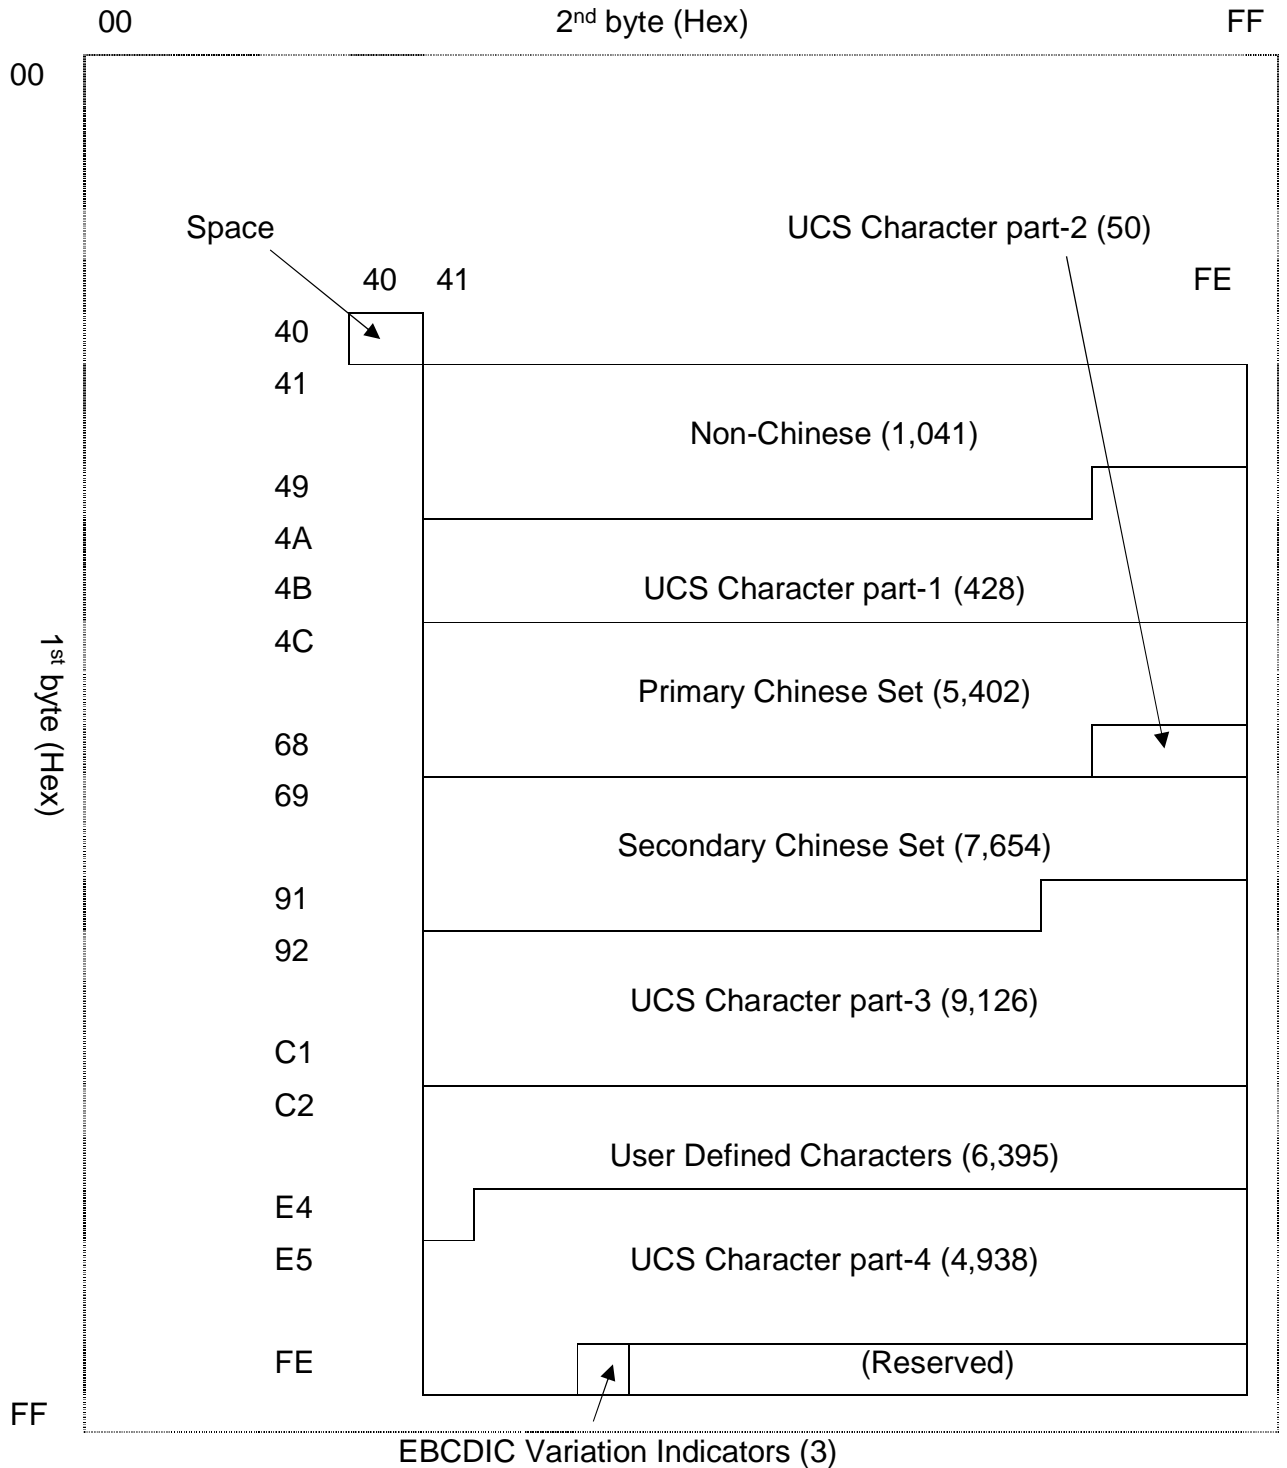 00 2nd byte (Hex) FF
00
Space UCS Character part-2 (50)
40 41 FE
40
41
Non-Chinese (1,041)
49
4A
4B UCS Character part-1 (428)
4C
Primary Chinese Set (5,402)
68
69
Secondary Chinese Set (7,654)
91
92
UCS Character part-3 (9,126)
C1
C2
User Defined Characters (6,395)
E4
E5 UCS Character part-4 (4,938)
FE (Reserved)
FF
EBCDIC Variation Indicators (3)
1st byte (Hex)